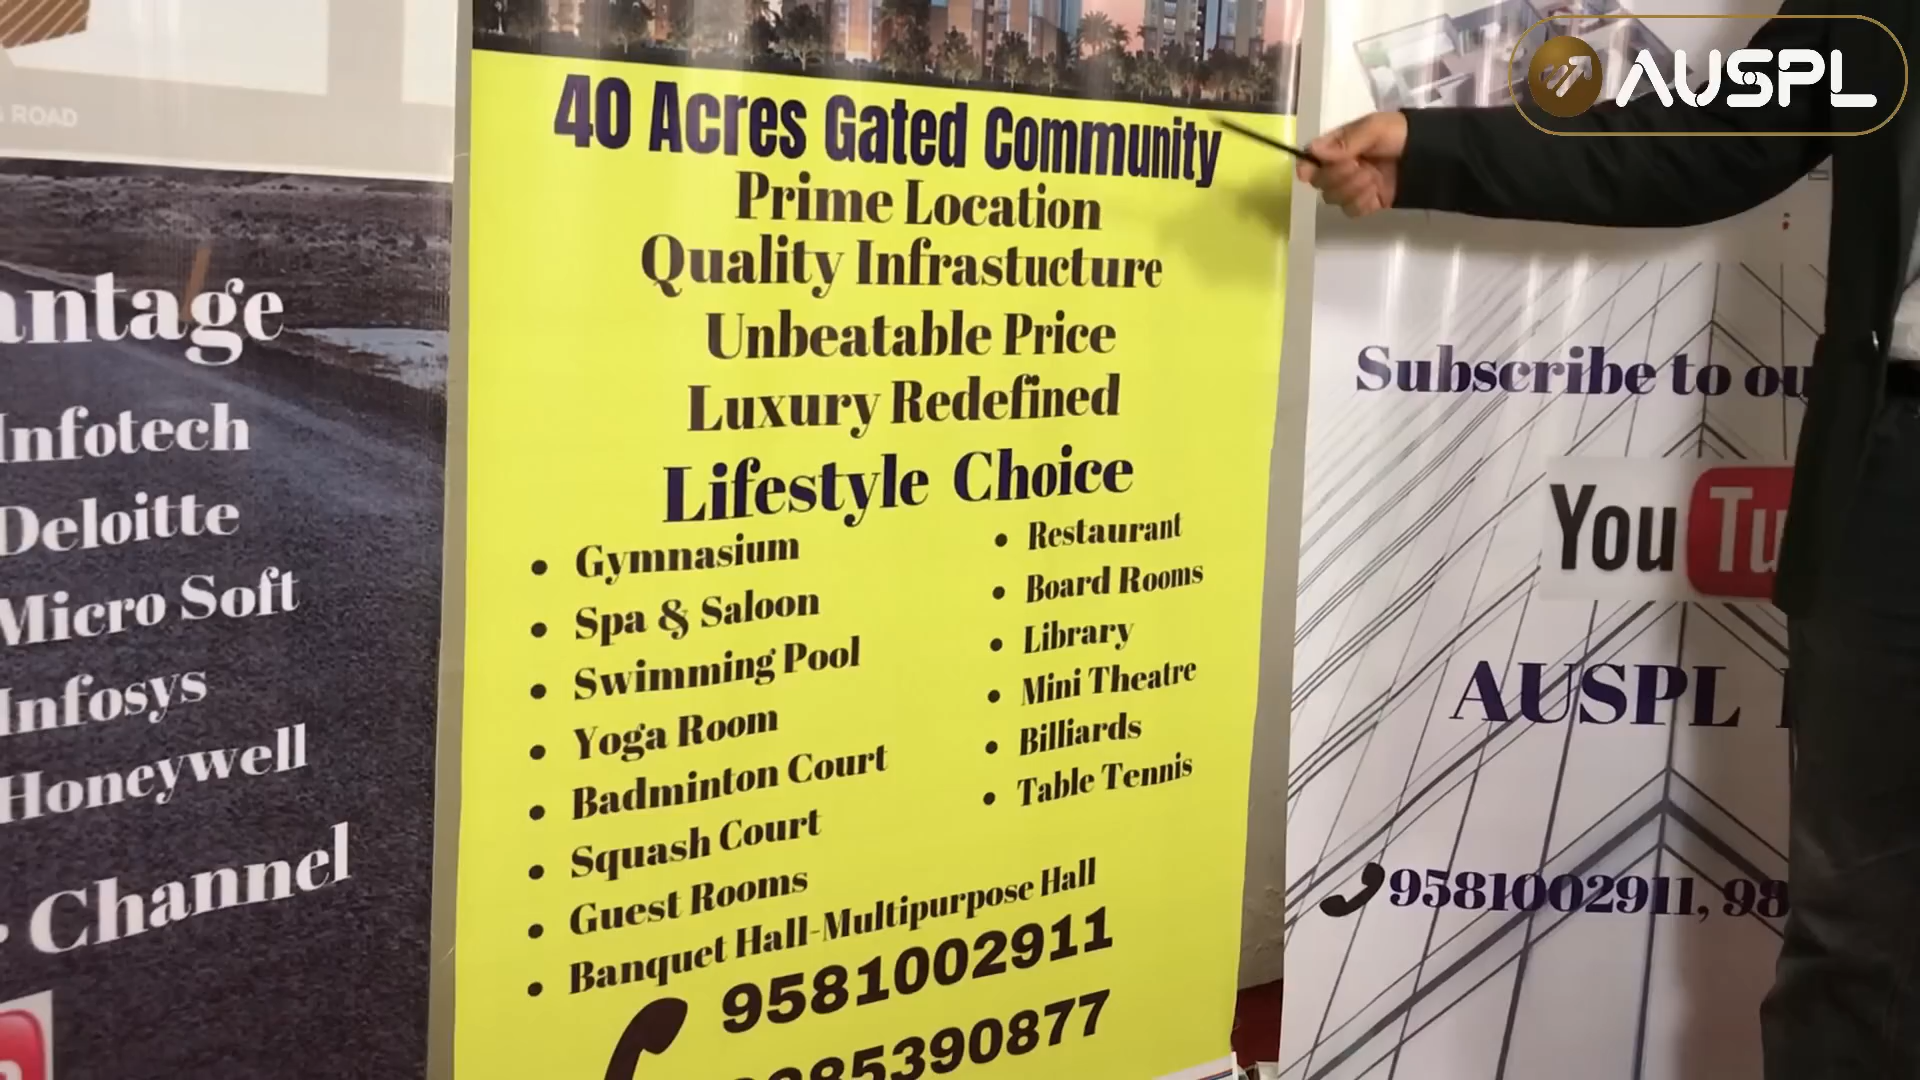 AUSPL
ROAD
Infotech
Deloitte
Micro Soft
Infosys
Honeywell
Channel
40 Acres Gated Community
Prime Location
Quality Infrastucture
Unbeatable Price
Luxury Redefined
Lifestyle Choice
• Gymnasium
• Spa & Saloon
• Swimming Pool
• Yoga Room
• Badminton Court
• Squash Court
• Guest Rooms
• Banquet Hall-Multipurpose Hall
• Restaurant
• Board Rooms
• Library
• Mini Theatre
• Billiards
• Table Tennis
9581002911
85390877
Subscribe to
You Tu
AUSPL
9581002911, 98